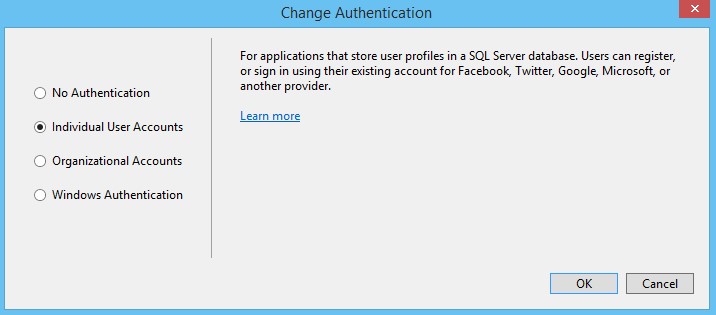 Change Authentication
No Authentication
Individual User Accounts
Organizational Accounts
Windows Authentication
For applications that store user profiles in a SQL Server database. Users can register,
or sign in using their existing account for Facebook, Twitter, Google, Microsoft, or
another provider.
Learn more
OK
Cancel